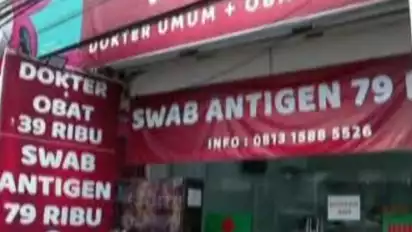 DOKTER UMUM + OBA
DOKTER
+
OBAT
39 RIBU
SWAB
ANTIGEN
79 RIBU
SWAB ANTIGEN 79 R
INFO : 0813 1588 5526